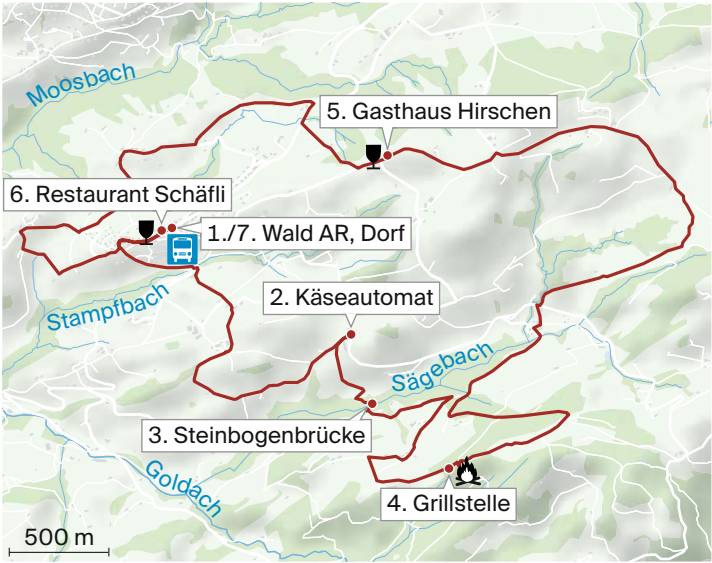 Moosbach
5. Gasthaus Hirschen
6. Restaurant Schäfli
1./7. Wald AR, Dorf
2. Käseautomat
Stampfbach
Sägebach
3. Steinbogenbrücke
Goldach
4. Grillstelle
500 m